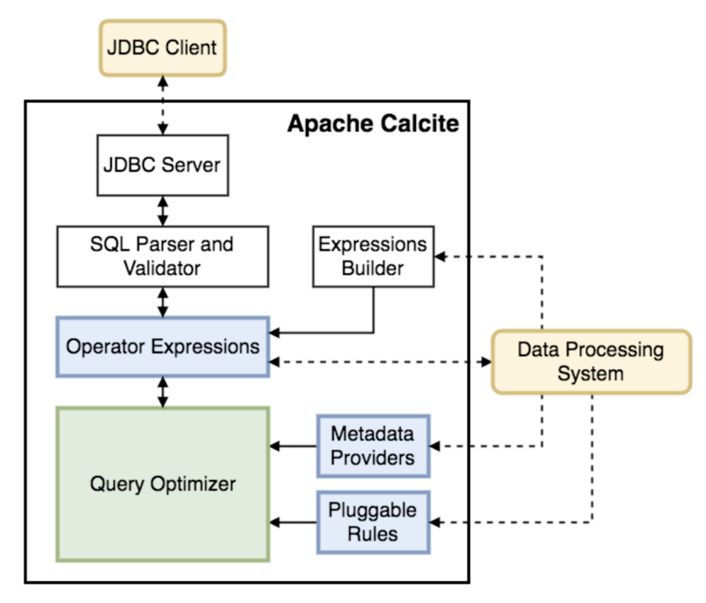 JDBC Client
Apache Calcite
JDBC Server
SQL Parser and
Validator
Expressions
Builder
Operator Expressions
Data Processing
System
Metadata
Providers
Query Optimizer
Pluggable
Rules